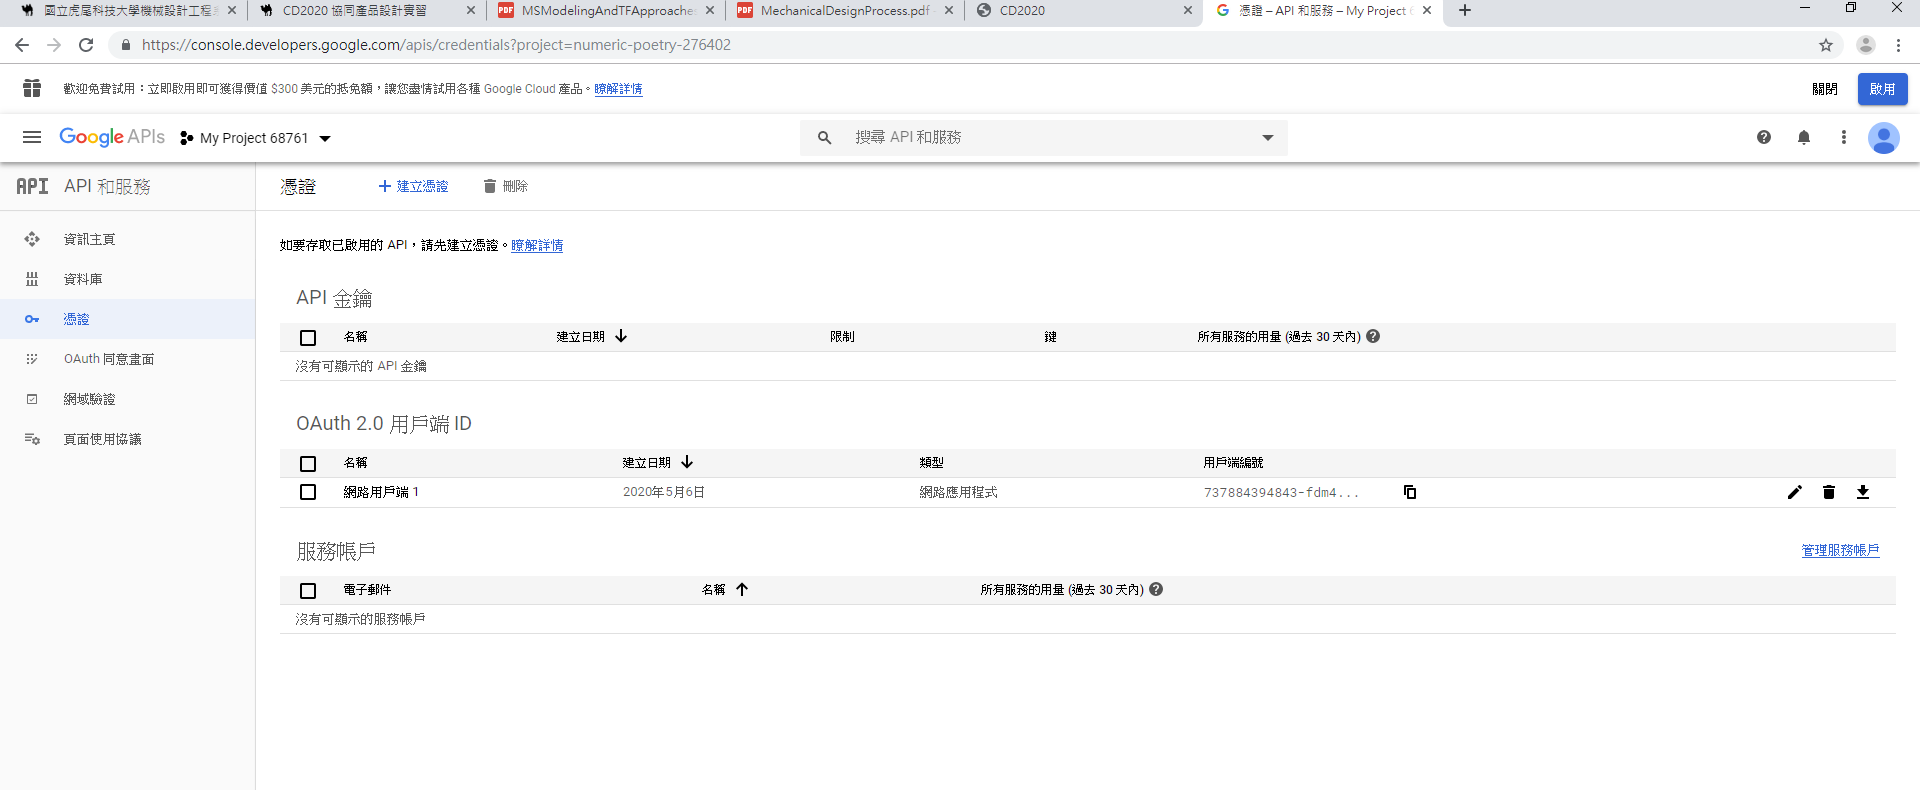 國立虎尾科技大學機械設計工程
CD2020 協同產品設計實習
MSModelingAndTFApproache
MechanicalDesignProcess.pdf
CD2020
憑證 – API 和服務 – My Project
https://console.developers.google.com/apis/credentials?project=numeric-poetry-276402
歡迎免費試用：立即啟用即可獲得價值 $300 美元的抵免額，讓您盡情試用各種 Google Cloud 產品。瞭解詳情
關閉
啟用
Google APIs
My Project 68761
搜尋 API 和服務
API API 和服務
憑證
建立憑證
刪除
資訊主頁
資料庫
憑證
OAuth 同意畫面
網域驗證
頁面使用協議
如要存取已啟用的 API，請先建立憑證。瞭解詳情
API 金鑰
名稱 建立日期 限制 鍵 所有服務的用量 (過去 30 天內)
沒有可顯示的 API 金鑰
OAuth 2.0 用戶端 ID
名稱 建立日期 類型 用戶端編號
網路用戶端 1 2020年5月6日 網路應用程式 737884394843-fdm4...
服務帳戶
管理服務帳戶
電子郵件 名稱 所有服務的用量 (過去 30 天內)
沒有可顯示的服務帳戶